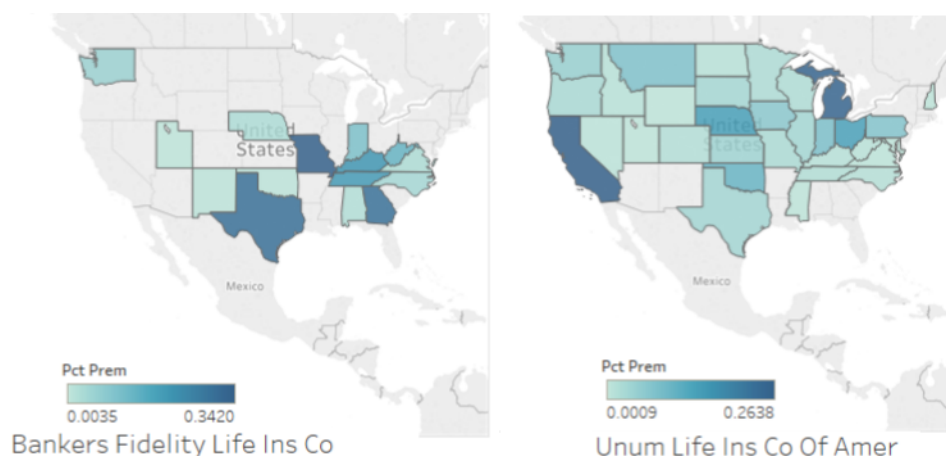 United
States
Mexico
Pct Prem
0.0035 0.3420
Bankers Fidelity Life Ins Co
United
States
Mexico
Pct Prem
0.0009 0.2638
Unum Life Ins Co Of Amer